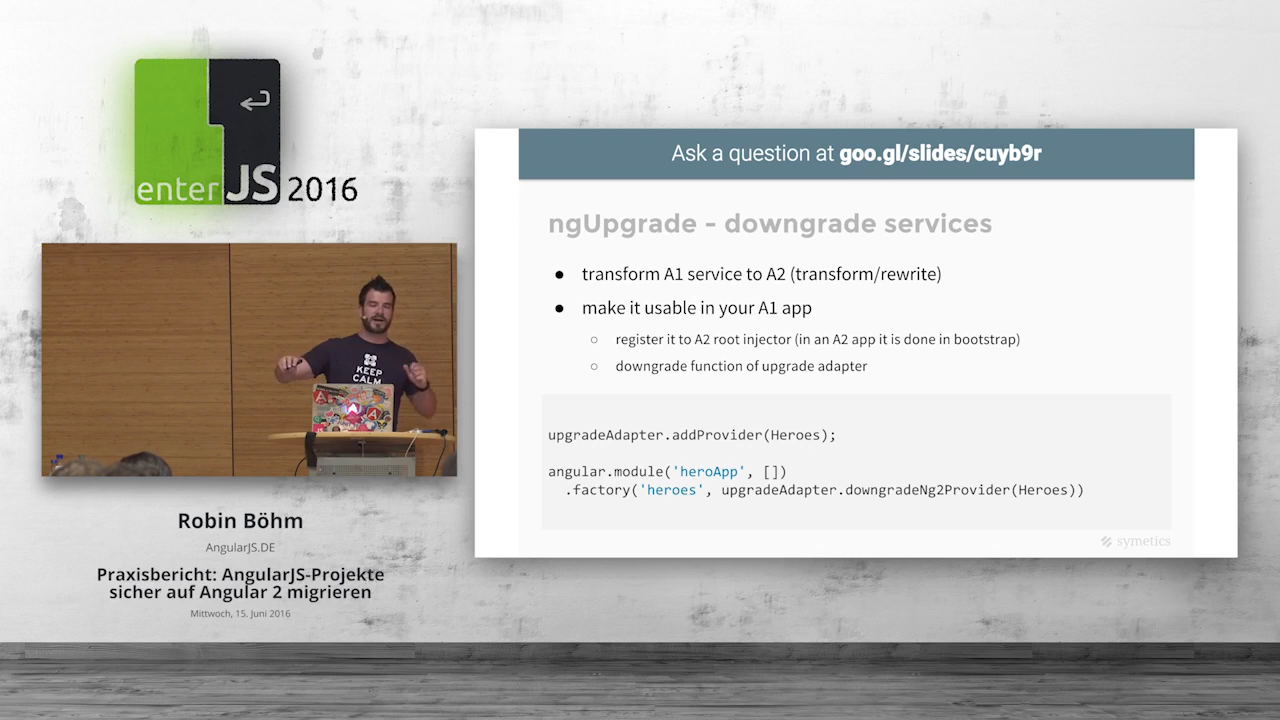 enterJS 2016
KEEP
CALM
Robin Böhm
AngularJS.DE
Praxisbericht: AngularJS-Projekte
sicher auf Angular 2 migrieren
Mittwoch, 15. Juni 2016
Ask a question at goo.gl/slides/cuyb9r
ngUpgrade - downgrade services
● transform A1 service to A2 (transform/rewrite)
● make it usable in your A1 app
○ register it to A2 root injector (in an A2 app it is done in bootstrap)
○ downgrade function of upgrade adapter
upgradeAdapter.addProvider(Heroes);
angular.module('heroApp', [])
.factory('heroes', upgradeAdapter.downgradeNg2Provider(Heroes))
symetics